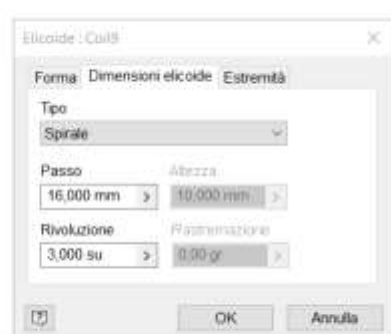 Elicoide : Coil9
Forma Dimensioni elicoide Estremità
Tipo
Spirale
Passo Altezza
16,000 mm 10,000 mm
Rivoluzione Rastremazione
3,000 su 0,00 gr
OK Annulla